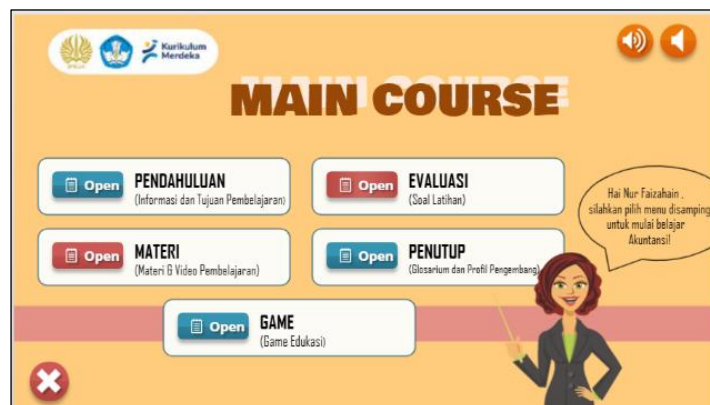 Kurikulum
Merdeka
MAIN COURSE
Open
PENDAHULUAN
(Informasi dan Tujuan Pembelajaran)
Open
EVALUASI
(Soal Latihan)
Open
MATERI
(Materi & Video Pembelajaran)
Open
PENUTUP
(Glosarium dan Profil Pengembang)
Open
GAME
(Game Edukasi)
Hai Nur Faizahain ,
silahkan pilih menu disamping
untuk mulai belajar
Akuntansi!